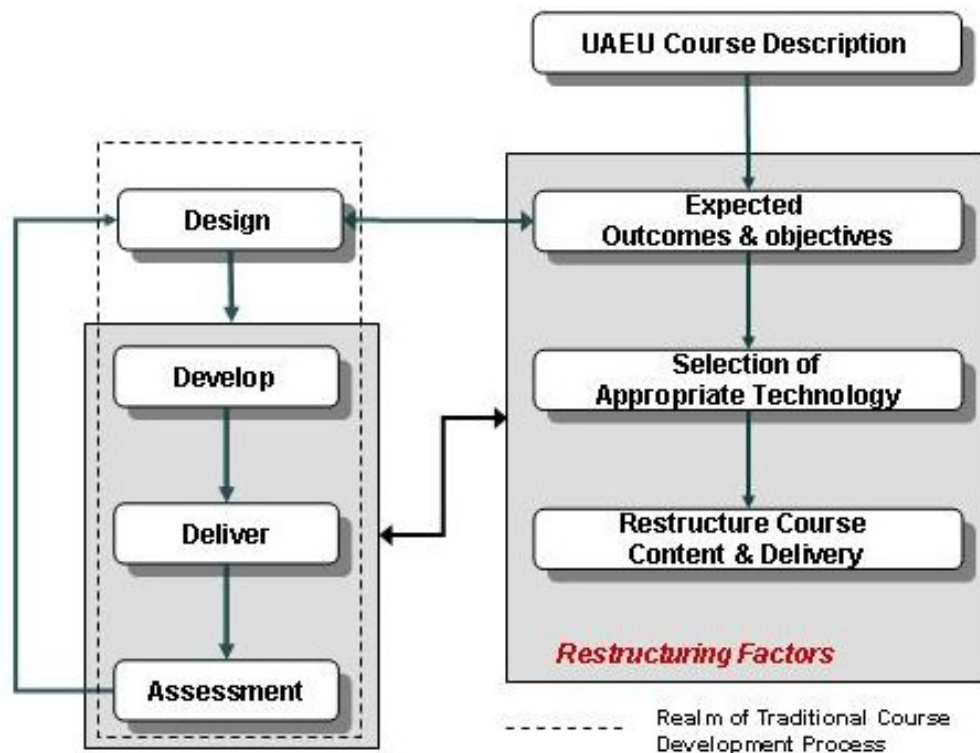 UAEU Course Description
Design
Expected
Outcomes & objectives
Develop
Selection of
Appropriate Technology
Deliver
Restructure Course
Content & Delivery
Assessment
Restructuring Factors
Realm of Traditional Course
Development Process